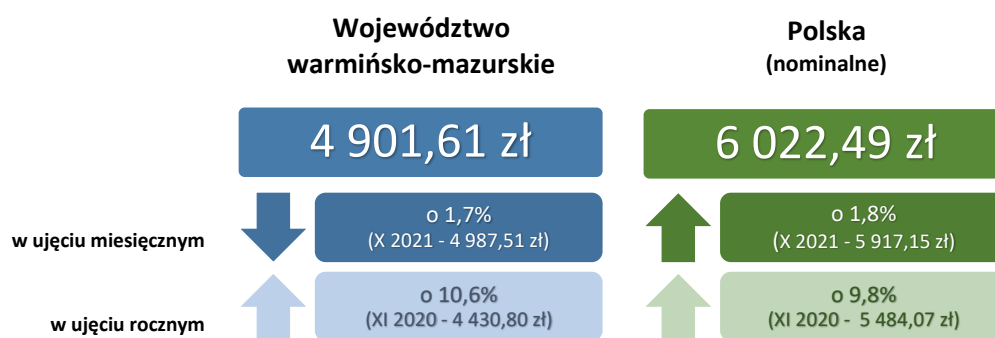 Województwo
warmińsko-mazurskie
Polska
(nominalne)
4 901,61 zł
6 022,49 zł
w ujęciu miesięcznym
o 1,7%
(X 2021 - 4 987,51 zł)
o 1,8%
(X 2021 - 5 917,15 zł)
w ujęciu rocznym
o 10,6%
(XI 2020 - 4 430,80 zł)
o 9,8%
(XI 2020 - 5 484,07 zł)